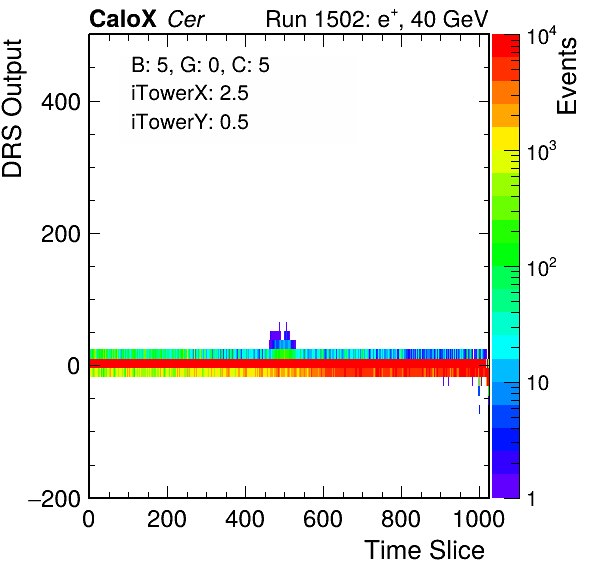 CaloX Cer
Run 1502: e⁺, 40 GeV
B: 5, G: 0, C: 5
iTowerX: 2.5
iTowerY: 0.5
DRS Output
400
200
0
−200
0 200 400 600 800 1000
Time Slice
Events
10⁴
10³
10²
10
1